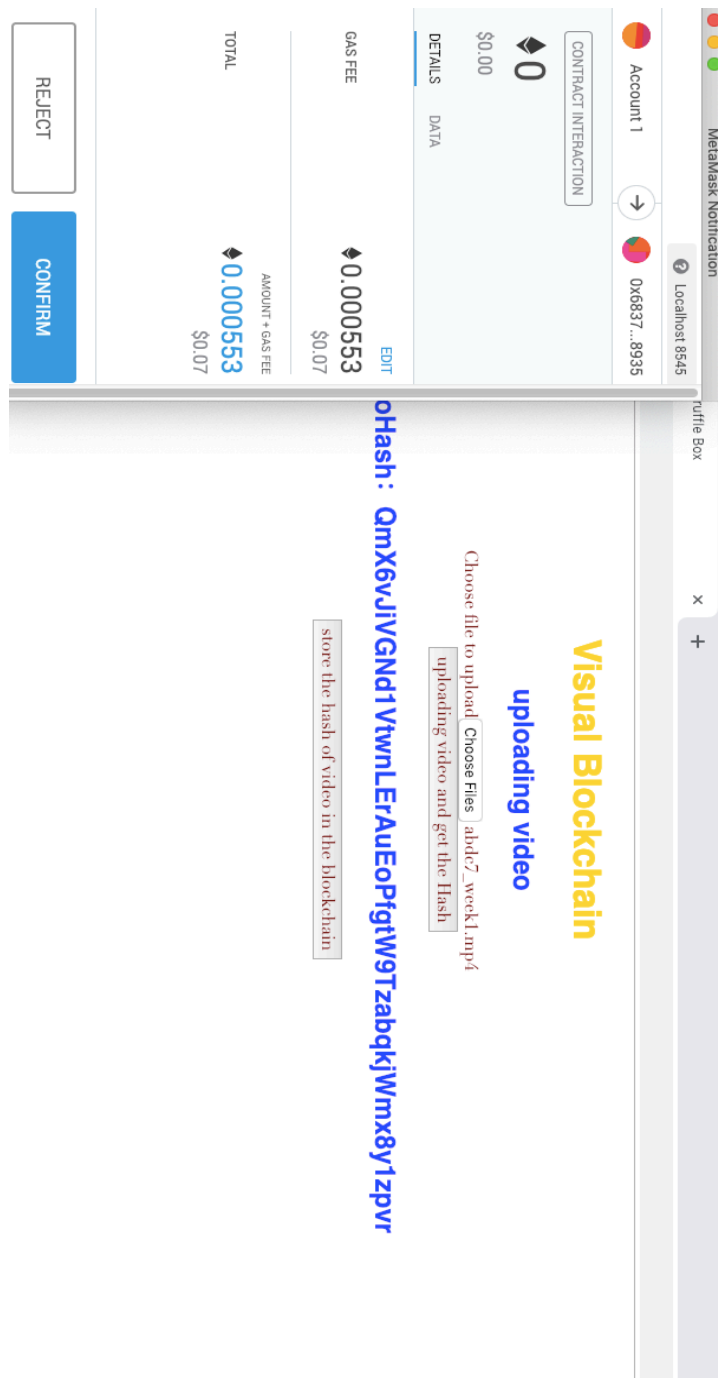 MetaMask Notification
Localhost 8545
Account 1
0x6837...8935
CONTRACT INTERACTION
0
$0.00
DETAILS
DATA
EDIT
GAS FEE
0.000553
$0.07
AMOUNT + GAS FEE
TOTAL
0.000553
$0.07
REJECT
CONFIRM
ruffle Box
Visual Blockchain
uploading video
Choose file to upload Choose Files abdc7_week1.mp4
uploading video and get the Hash
oHash: QmX6vJiVGNd1VtwnLErAuEoPfgtW9TzabqkjWmx8y1zpvr
store the hash of video in the blockchain